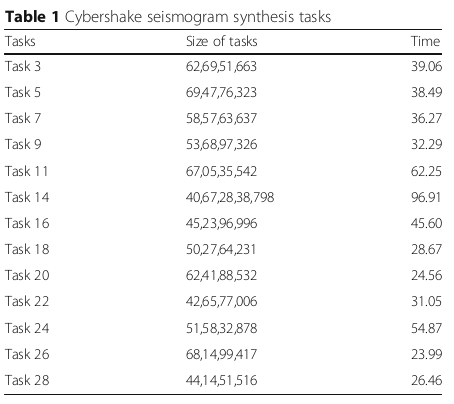 Table 1 Cybershake seismogram synthesis tasks
Tasks Size of tasks Time
Task 3 62,69,51,663 39.06
Task 5 69,47,76,323 38.49
Task 7 58,57,63,637 36.27
Task 9 53,68,97,326 32.29
Task 11 67,05,35,542 62.25
Task 14 40,67,28,38,798 96.91
Task 16 45,23,96,996 45.60
Task 18 50,27,64,231 28.67
Task 20 62,41,88,532 24.56
Task 22 42,65,77,006 31.05
Task 24 51,58,32,878 54.87
Task 26 68,14,99,417 23.99
Task 28 44,14,51,516 26.46